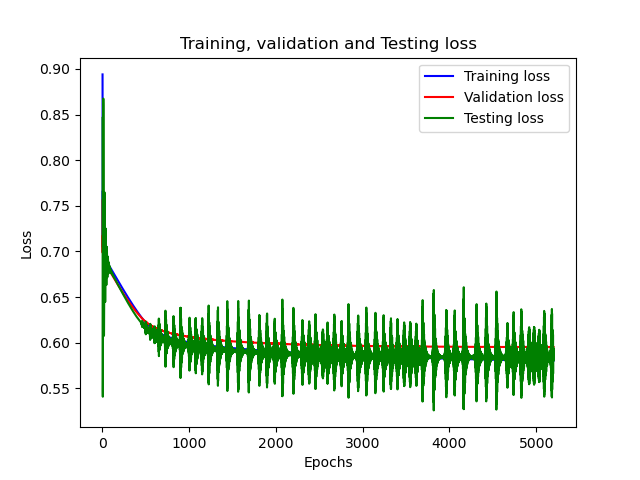 Training, validation and Testing loss
Training loss
Validation loss
Testing loss
Loss
0.90
0.85
0.80
0.75
0.70
0.65
0.60
0.55
0
1000
2000
3000
4000
5000
Epochs